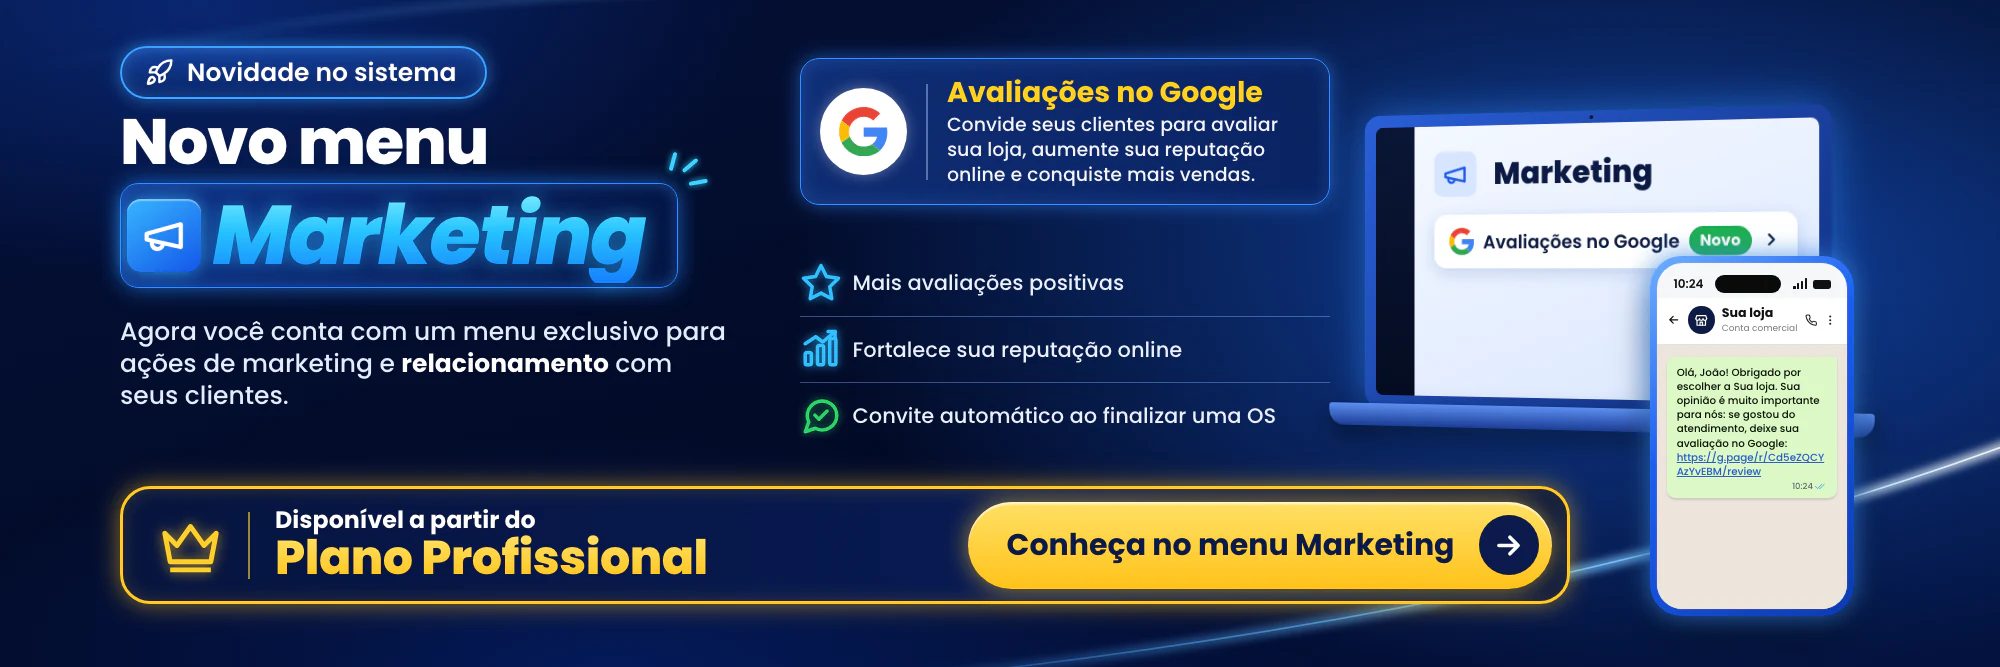 Novidade no sistema
Novo menu
Marketing
Agora você conta com um menu exclusivo para
ações de marketing e relacionamento com
seus clientes.
Avaliações no Google
Convide seus clientes para avaliar
sua loja, aumente sua reputação
online e conquiste mais vendas.
Mais avaliações positivas
Fortalece sua reputação online
Convite automático ao finalizar uma OS
Marketing
Avaliações no Google Novo
10:24
Sua loja
Conta comercial
Olá, João! Obrigado por
escolher a Sua loja. Sua
opinião é muito importante
para nós: se gostou do
atendimento, deixe sua
avaliação no Google:
https://g.page/r/Cd5eZQCY
AzYvEBM/review
10:24
Disponível a partir do
Plano Profissional
Conheça no menu Marketing